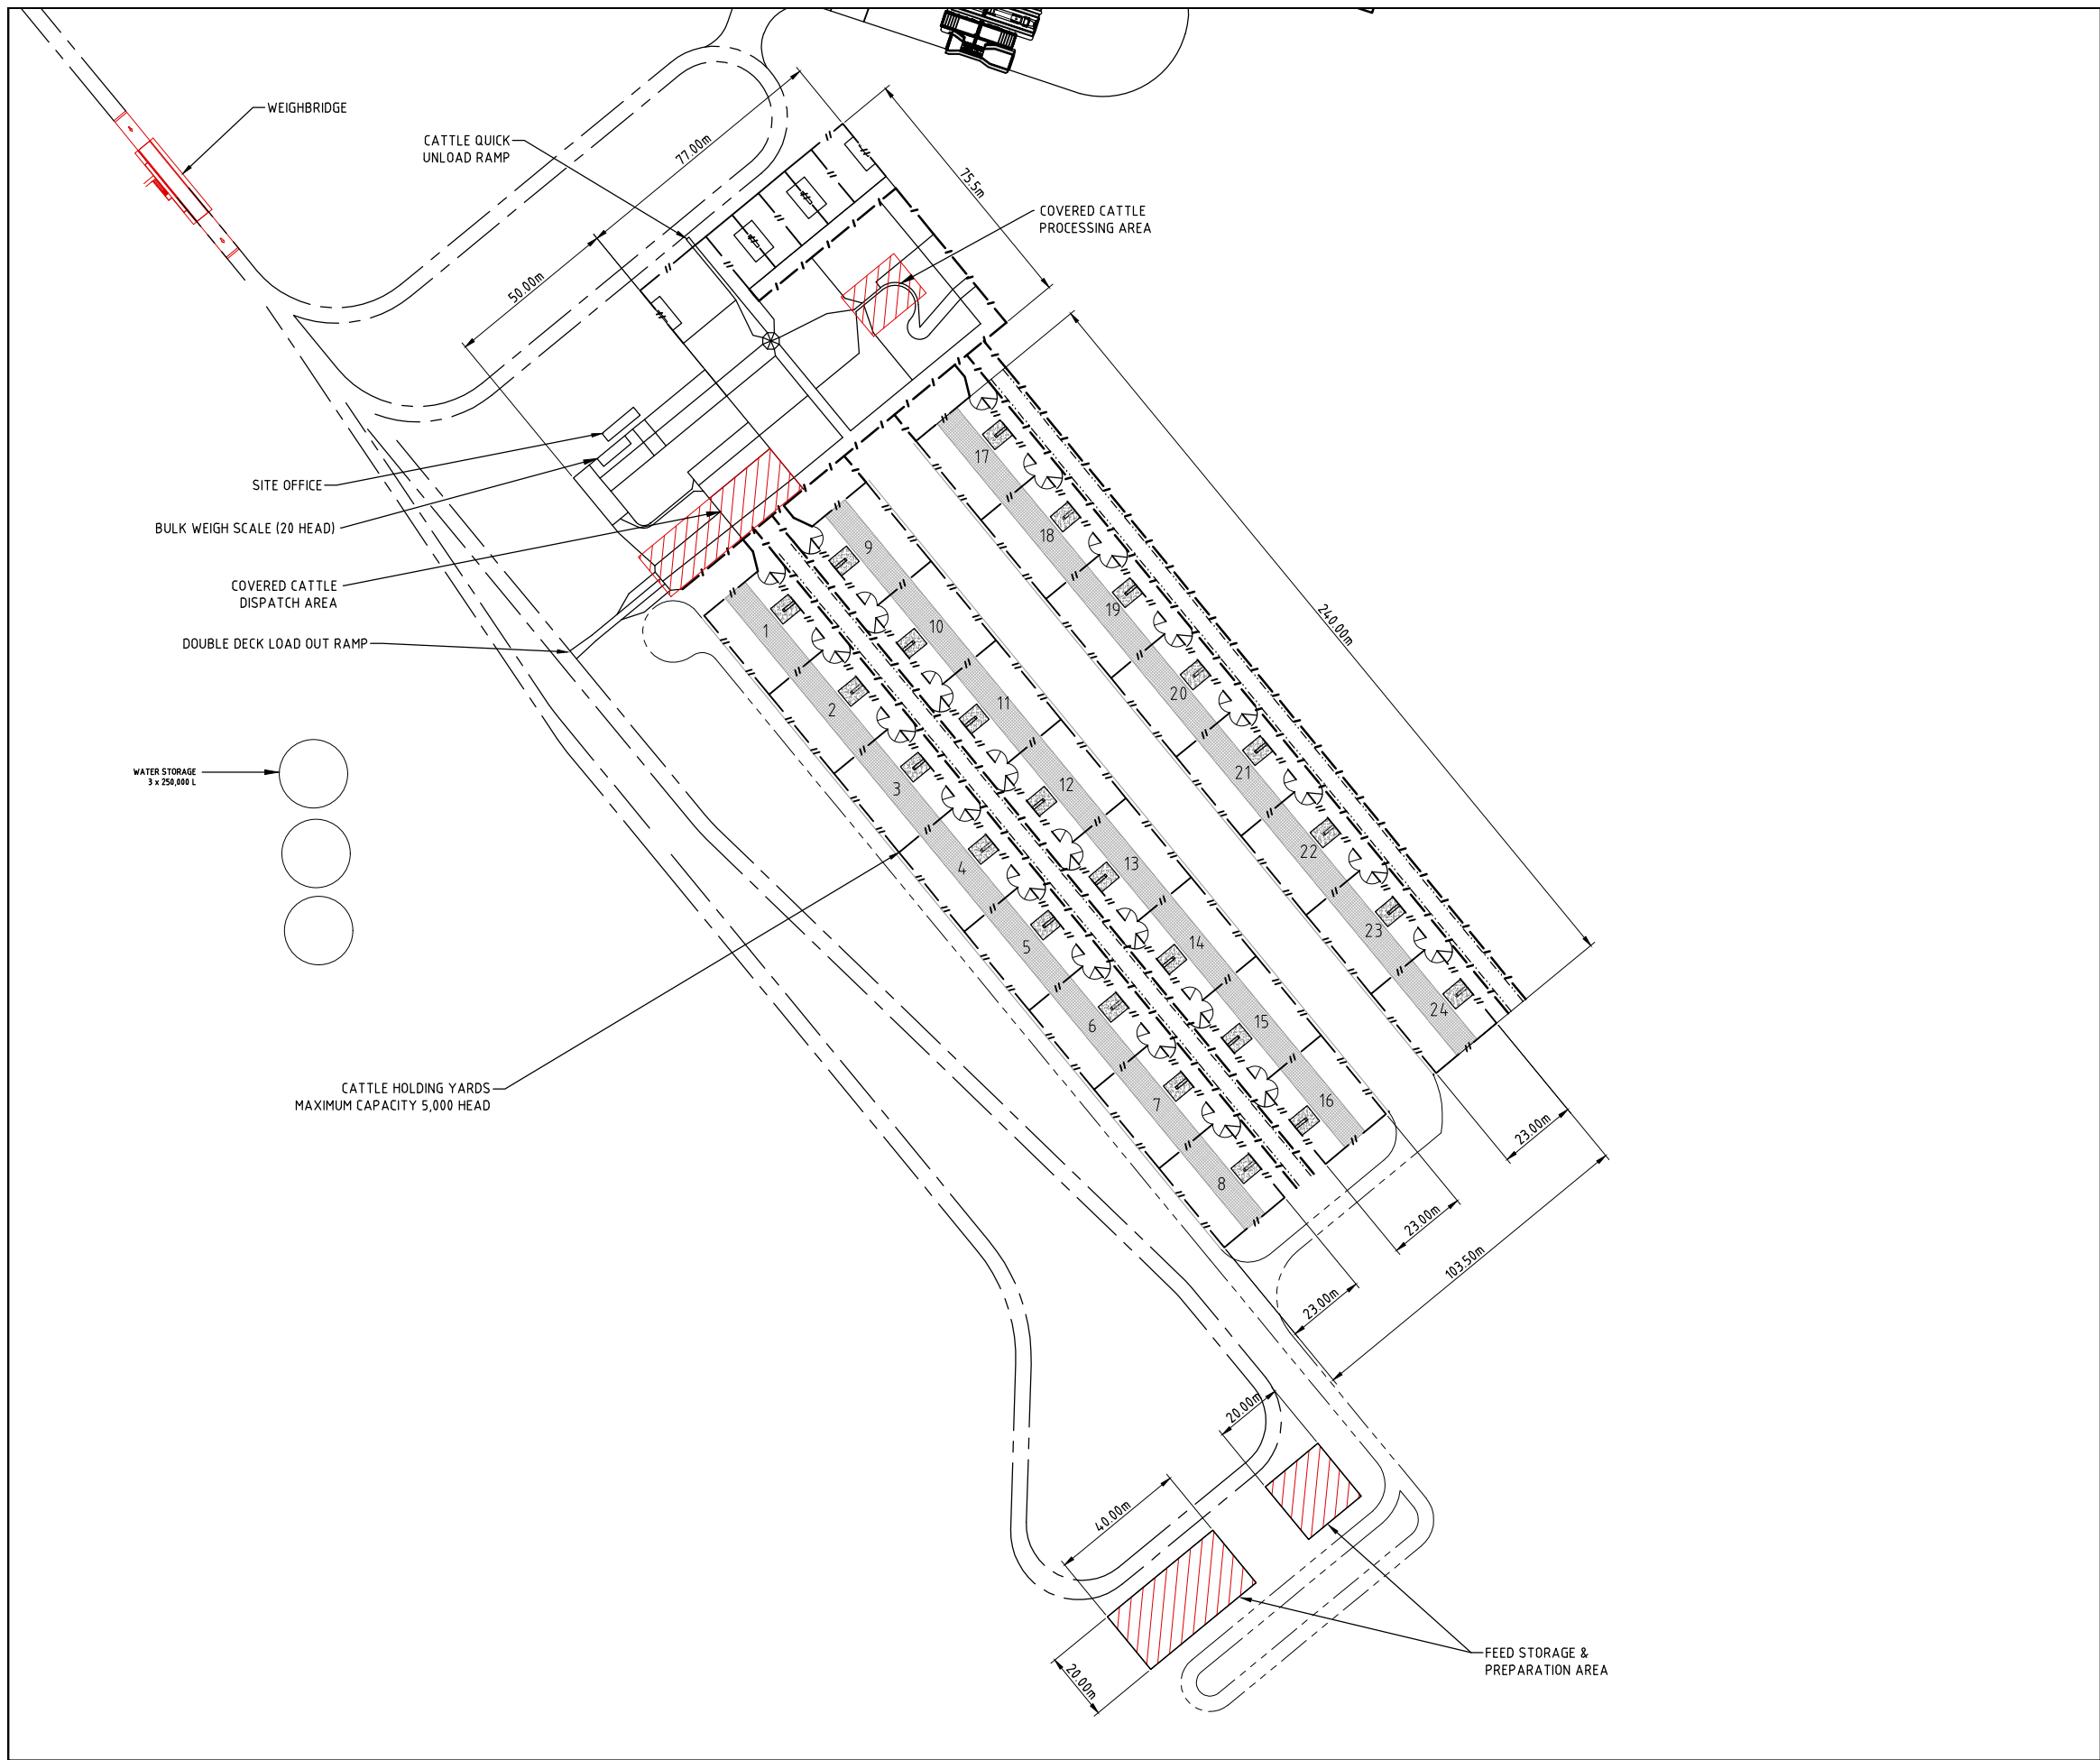 WEIGHBRIDGE
CATTLE QUICK
UNLOAD RAMP
77.00m
75.5m
COVERED CATTLE
PROCESSING AREA
50.00m
SITE OFFICE
BULK WEIGH SCALE (20 HEAD)
COVERED CATTLE
DISPATCH AREA
DOUBLE DECK LOAD OUT RAMP
240.00m
WATER STORAGE
3 x 250,000 L
CATTLE HOLDING YARDS
MAXIMUM CAPACITY 5,000 HEAD
1
2
3
4
5
6
7
8
9
10
11
12
13
14
15
16
17
18
19
20
21
22
23
24
23.00m
23.00m
23.00m
103.50m
20.00m
40.00m
20.00m
FEED STORAGE &
PREPARATION AREA